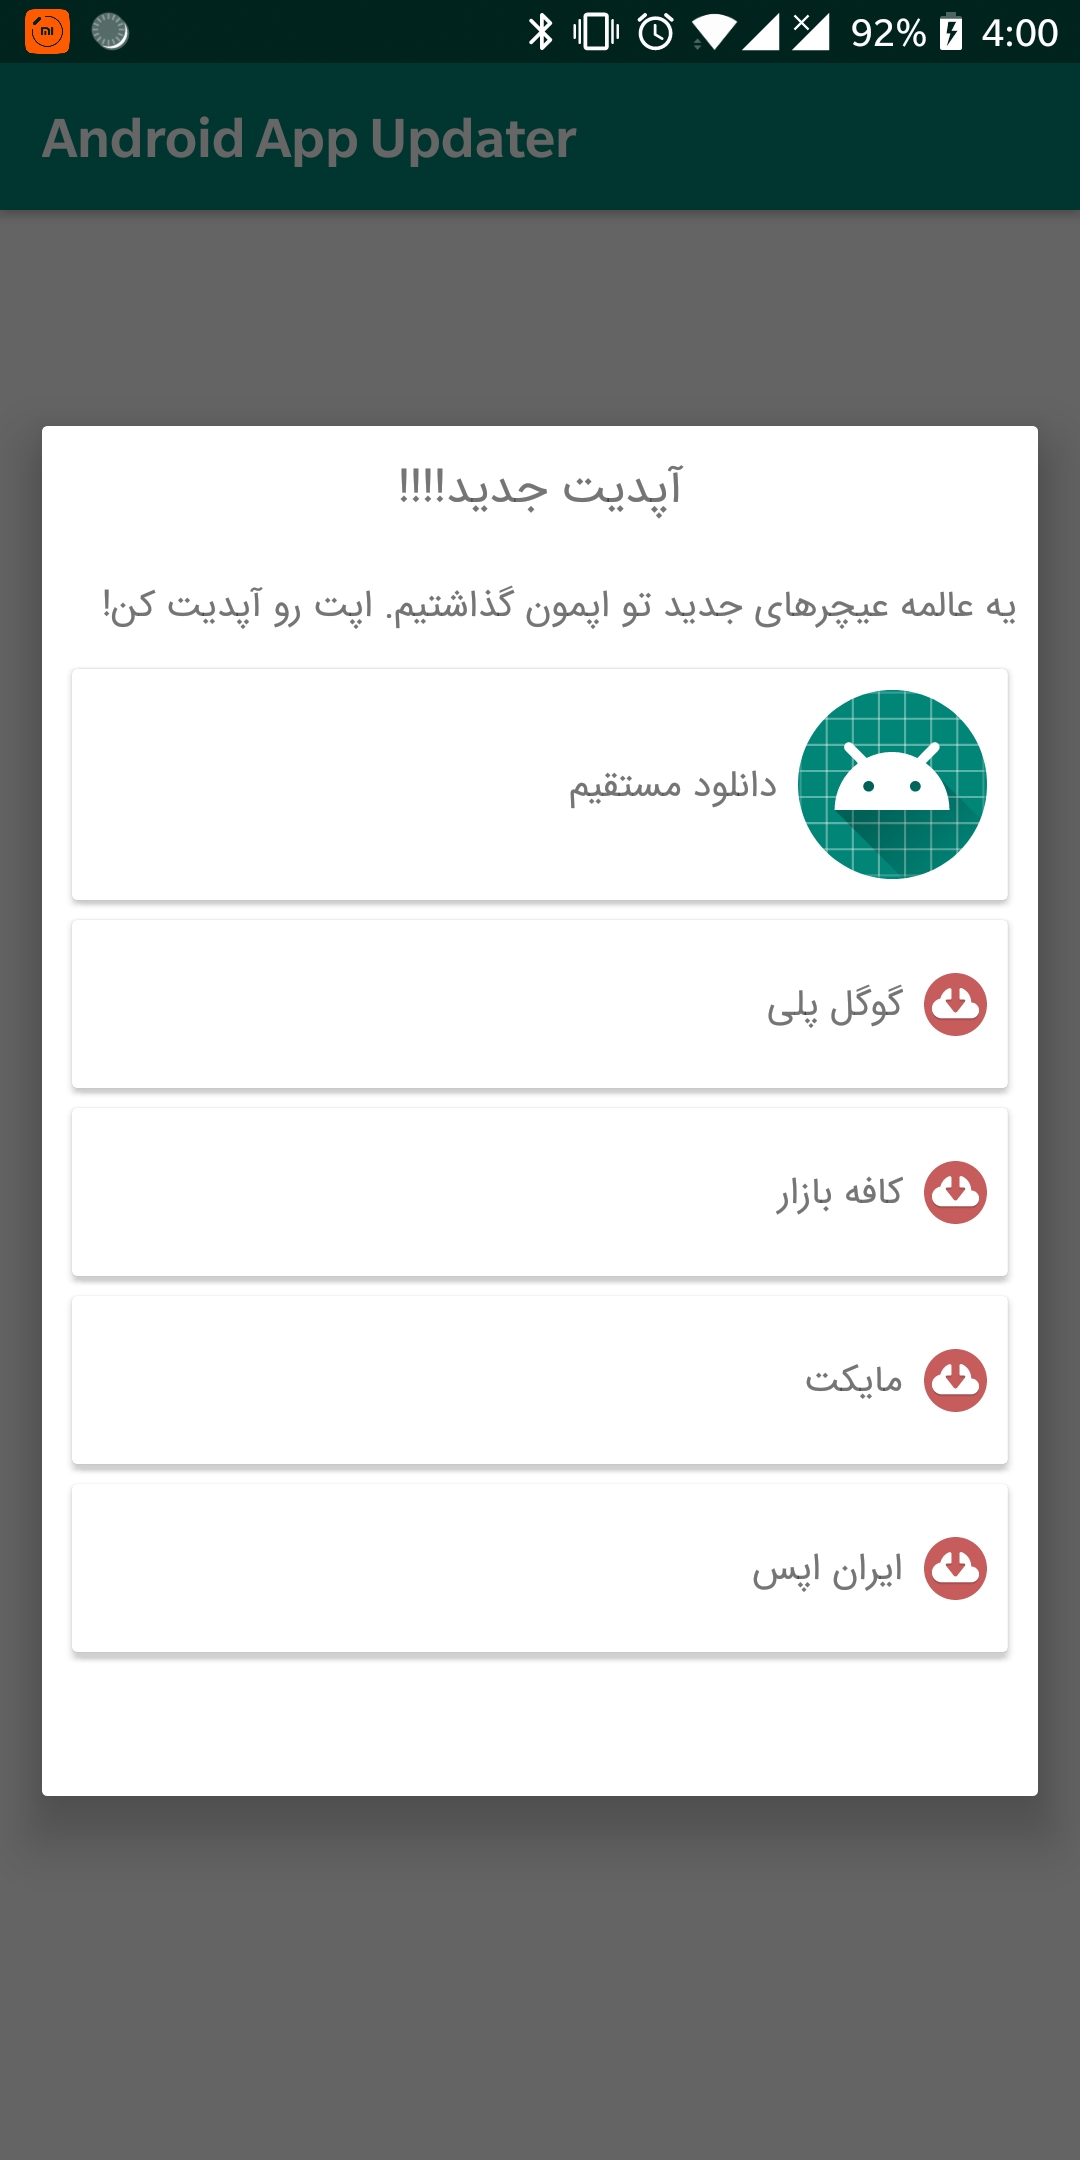 92% 4:00
Android App Updater
آپدیت جدید!!!!
یه عالمه عیچرهای جدید تو اپمون گذاشتیم. اپت رو آپدیت کن!
دانلود مستقیم
گوگل پلی
کافه بازار
مایکت
ایران اپس